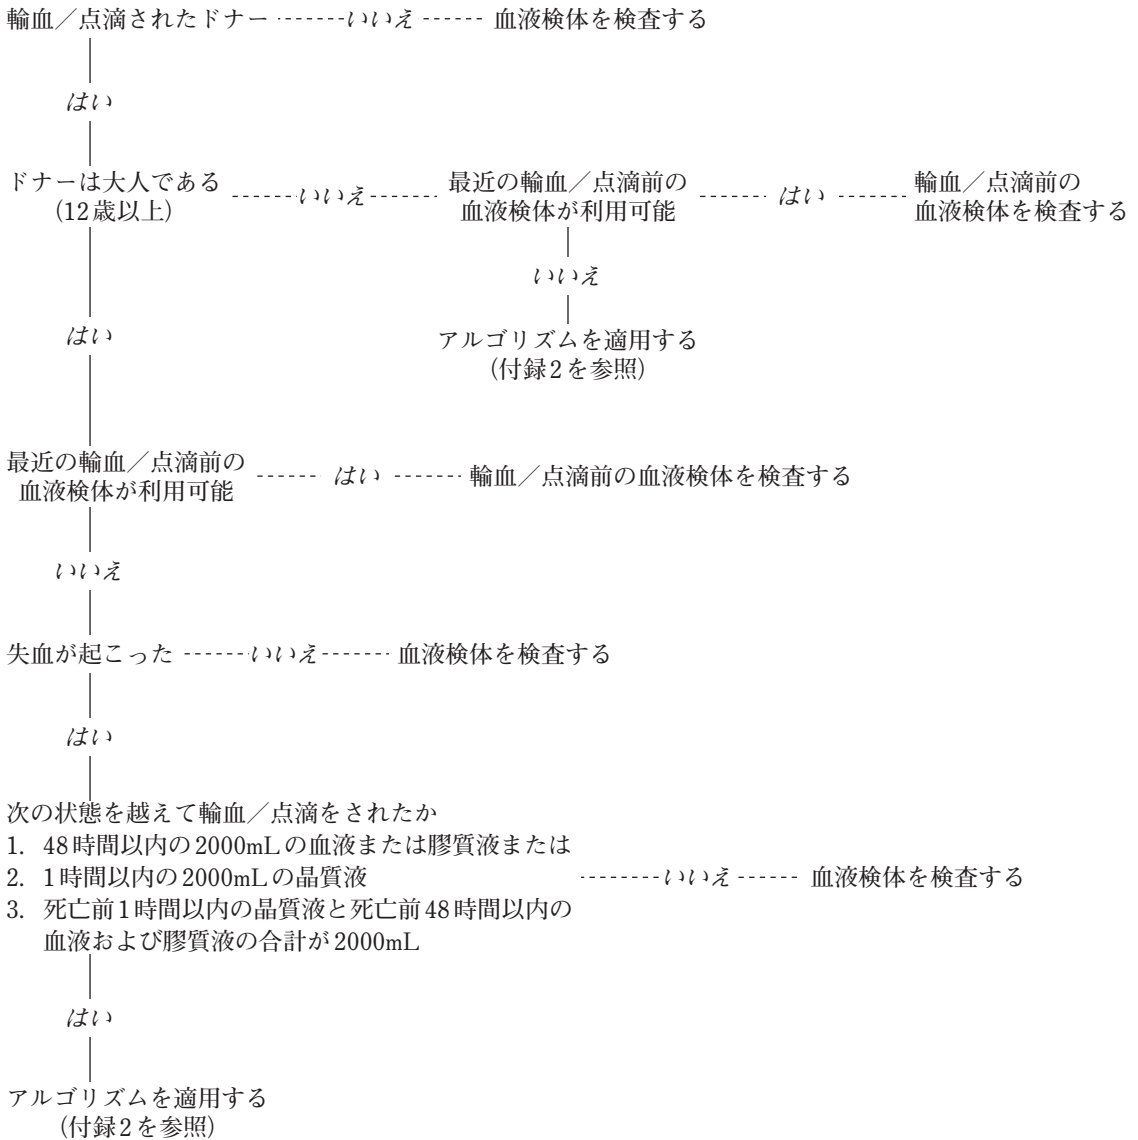 輸血／点滴されたドナー いいえ 血液検体を検査する
はい
ドナーは大人である
(12歳以上)
いいえ
最近の輸血／点滴前の
血液検体が利用可能
はい
輸血／点滴前の
血液検体を検査する
いいえ
アルゴリズムを適用する
(付録2を参照)
はい
最近の輸血／点滴前の
血液検体が利用可能
はい
輸血／点滴前の血液検体を検査する
いいえ
失血が起こった いいえ 血液検体を検査する
はい
次の状態を越えて輸血／点滴をされたか
1. 48時間以内の2000mLの血液または膠質液または
2. 1時間以内の2000mLの晶質液
3. 死亡前1時間以内の晶質液と死亡前48時間以内の
血液および膠質液の合計が2000mL
いいえ 血液検体を検査する
はい
アルゴリズムを適用する
(付録2を参照)